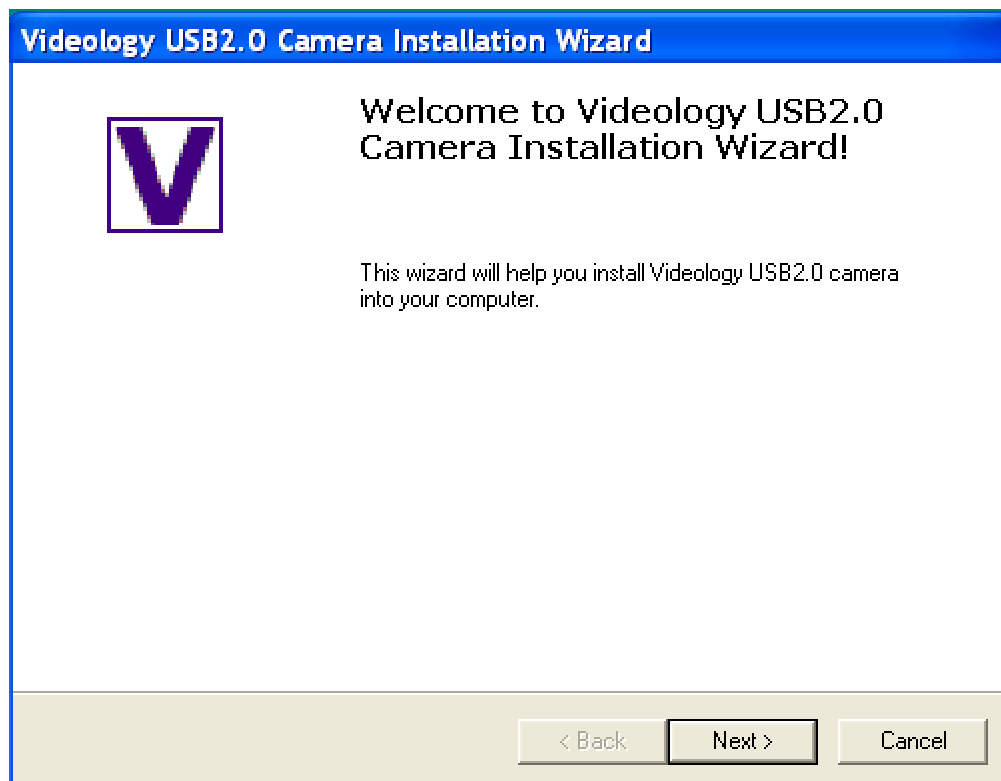 Videology USB2.0 Camera Installation Wizard
V
Welcome to Videology USB2.0
Camera Installation Wizard!
This wizard will help you install Videology USB2.0 camera
into your computer.
< Back
Next >
Cancel